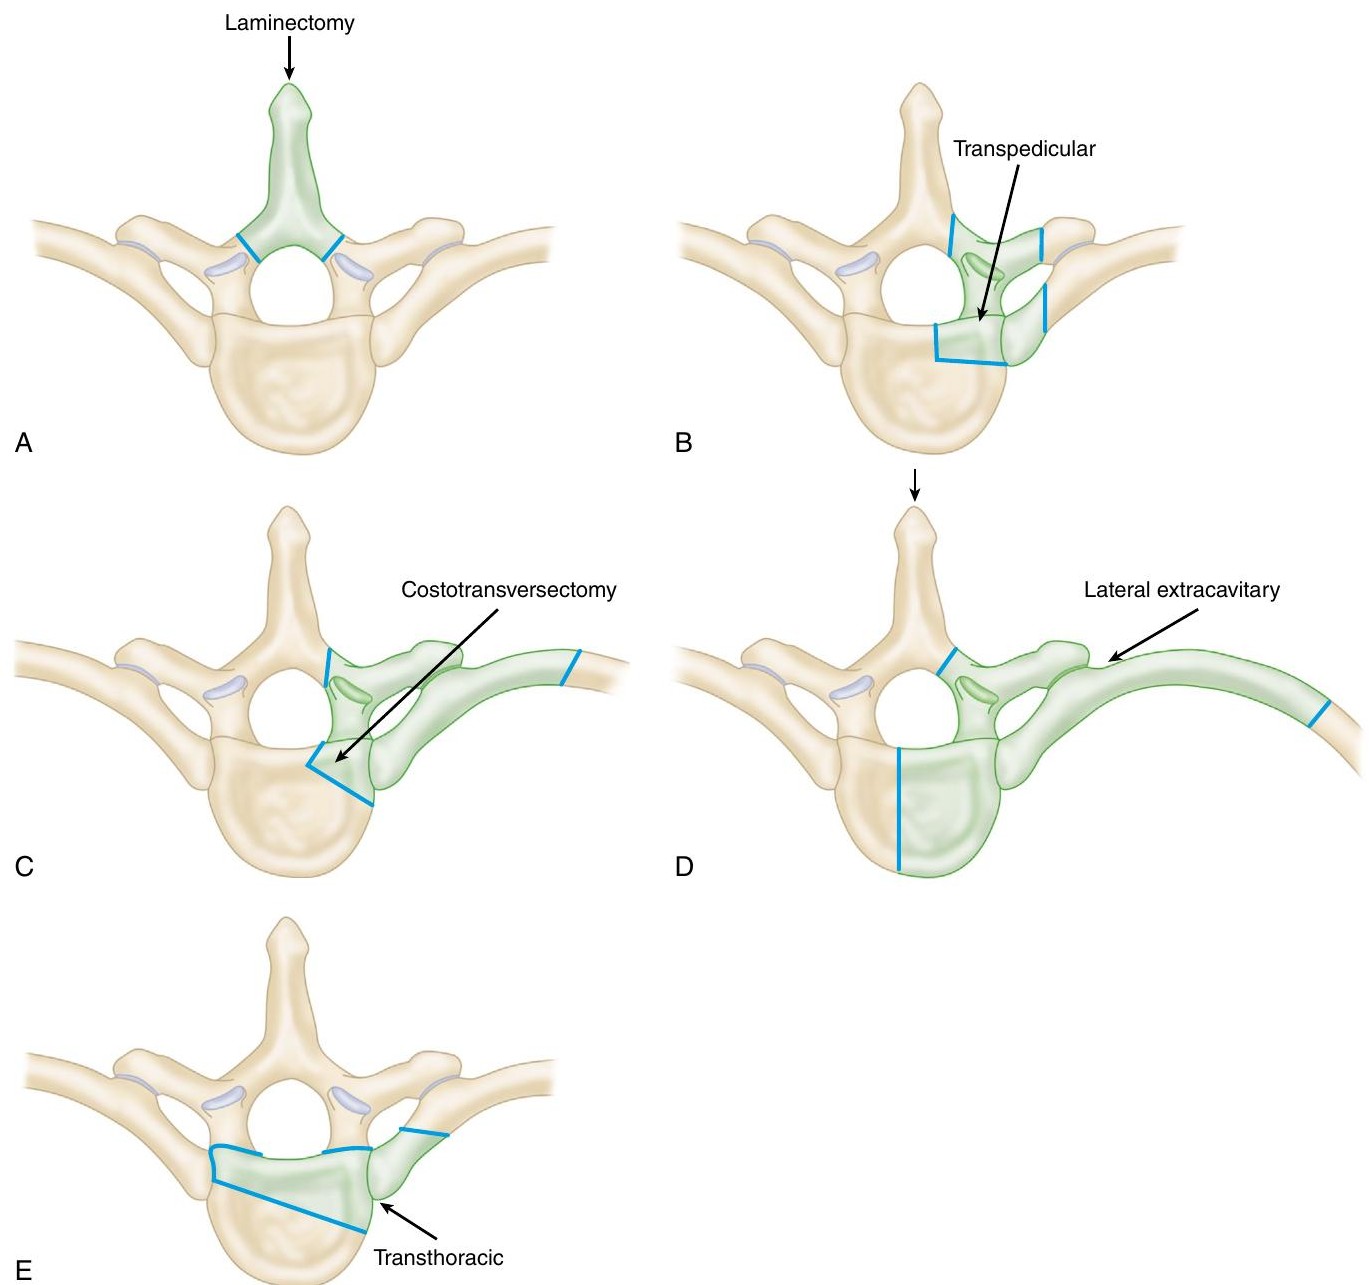 Laminectomy
A
Transpedicular
B
Costotransversectomy
C
Lateral extracavitary
D
Transthoracic
E